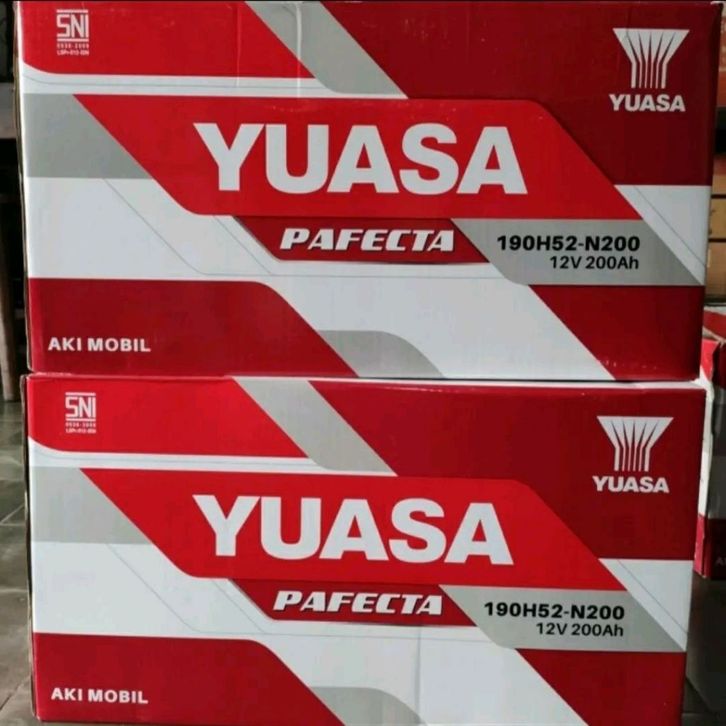 SNI
YUASA
YUASA
PAFECTA
190H52-N200
12V 200Ah
AKI MOBIL
SNI
YUASA
YUASA
PAFECTA
190H52-N200
12V 200Ah
AKI MOBIL